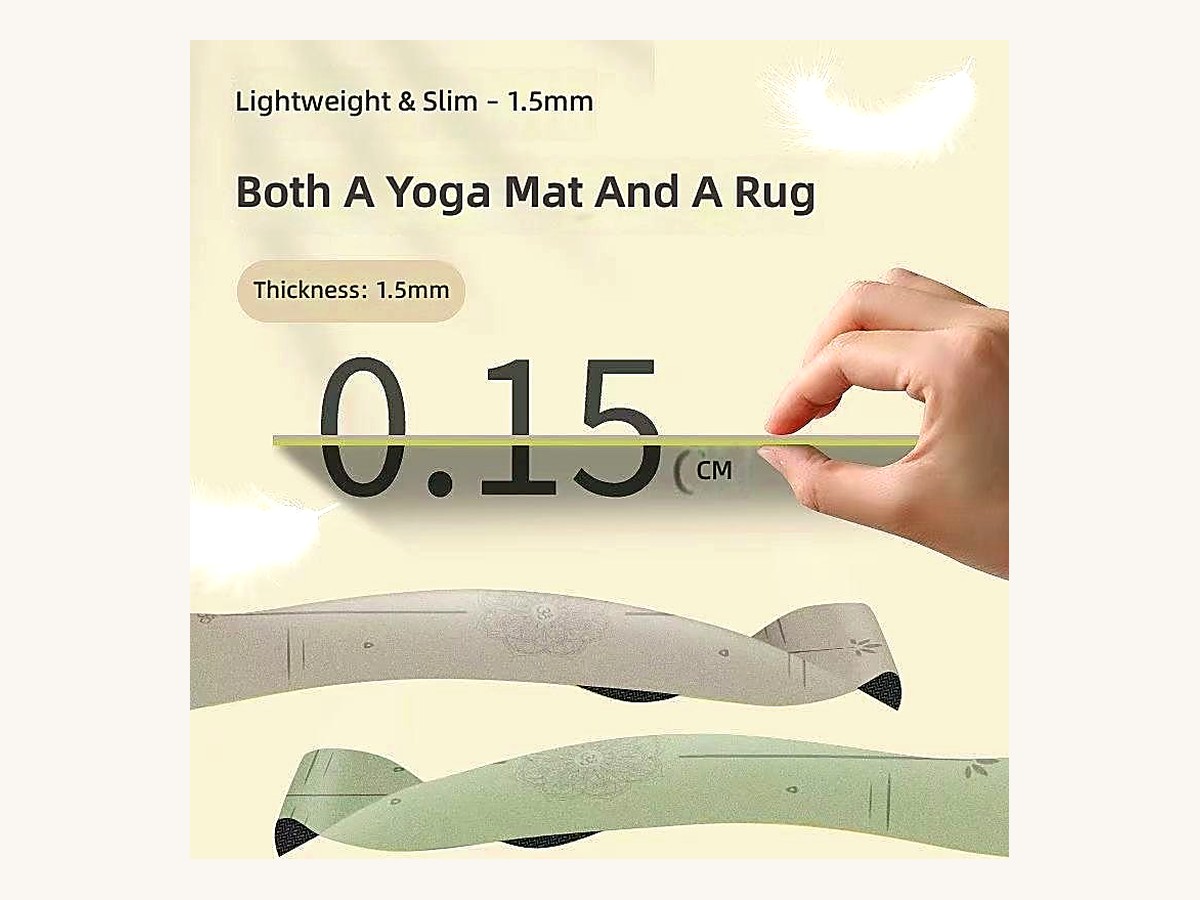 Lightweight & Slim - 1.5mm
Both A Yoga Mat And A Rug
Thickness: 1.5mm
0.15
( CM